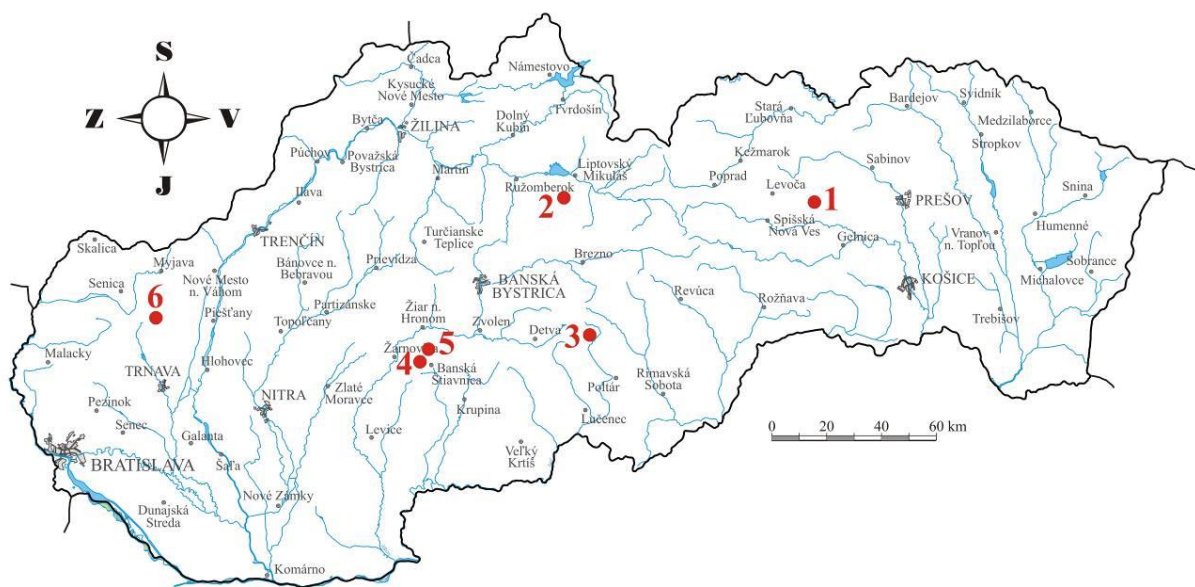 S
Z
V
J
Čadca
Kysucké
Nové Mesto
Bytča
ŽILINA
Púchov
Považská
Bystrica
Ilava
TRENČÍN
Námestovo
Tvrdošín
Dolný
Kubín
Martin
Ružomberok
Liptovský
Mikuláš
2
Turčianske
Teplice
Stará
Ľubovňa
Kežmarok
Poprad
Levoča
1
Spišská
Nová Ves
Gelnica
Bardejov
Svidník
Medzilaborce
Stropkov
Sabinov
PREŠOV
Snina
Humenné
Vranov
n. Topľou
Sobrance
Michalovce
KOŠICE
Trebišov
Skalica
Senica
Myjava
6
Nové Mesto
n. Váhom
Piešťany
Bánovce n.
Bebravou
Prievidza
Partizánske
Topoľčany
Malacky
Hlohovec
TRNAVA
Pezinok
Senec
BRATISLAVA
Galanta
Šaľa
Dunajská
Streda
NITRA
Zlaté
Moravce
Nové Zámky
Komárno
Levice
Žiar n.
Hronom
Žarnovica
5
4
Banská
Štiavnica
Krupina
BANSKÁ
BYSTRICA
Zvolen
Brezno
Detva
3
Poltár
Lučenec
Veľký
Krtíš
Revúca
Rožňava
Rimavská
Sobota
0 20 40 60 km